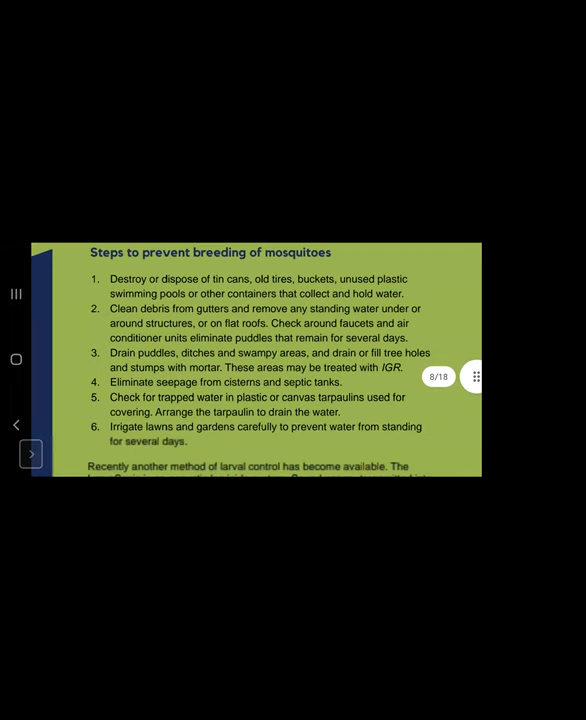 Steps to prevent breeding of mosquitoes
1. Destroy or dispose of tin cans, old tires, buckets, unused plastic
swimming pools or other containers that collect and hold water.
2. Clean debris from gutters and remove any standing water under or
around structures, or on flat roofs. Check around faucets and air
conditioner units eliminate puddles that remain for several days.
3. Drain puddles, ditches and swampy areas, and drain or fill tree holes
and stumps with mortar. These areas may be treated with IGR.
8/18
4. Eliminate seepage from cisterns and septic tanks.
5. Check for trapped water in plastic or canvas tarpaulins used for
covering. Arrange the tarpaulin to drain the water.
6. Irrigate lawns and gardens carefully to prevent water from standing
for several days.
Recently another method of larval control has become available. The